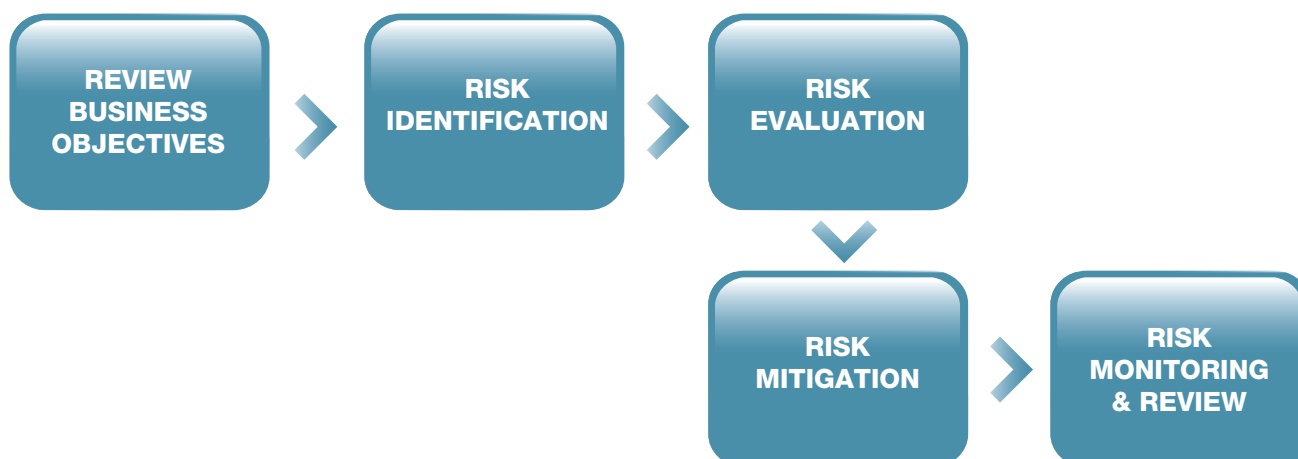 REVIEW
BUSINESS
OBJECTIVES
RISK
IDENTIFICATION
RISK
EVALUATION
RISK
MITIGATION
RISK
MONITORING
& REVIEW